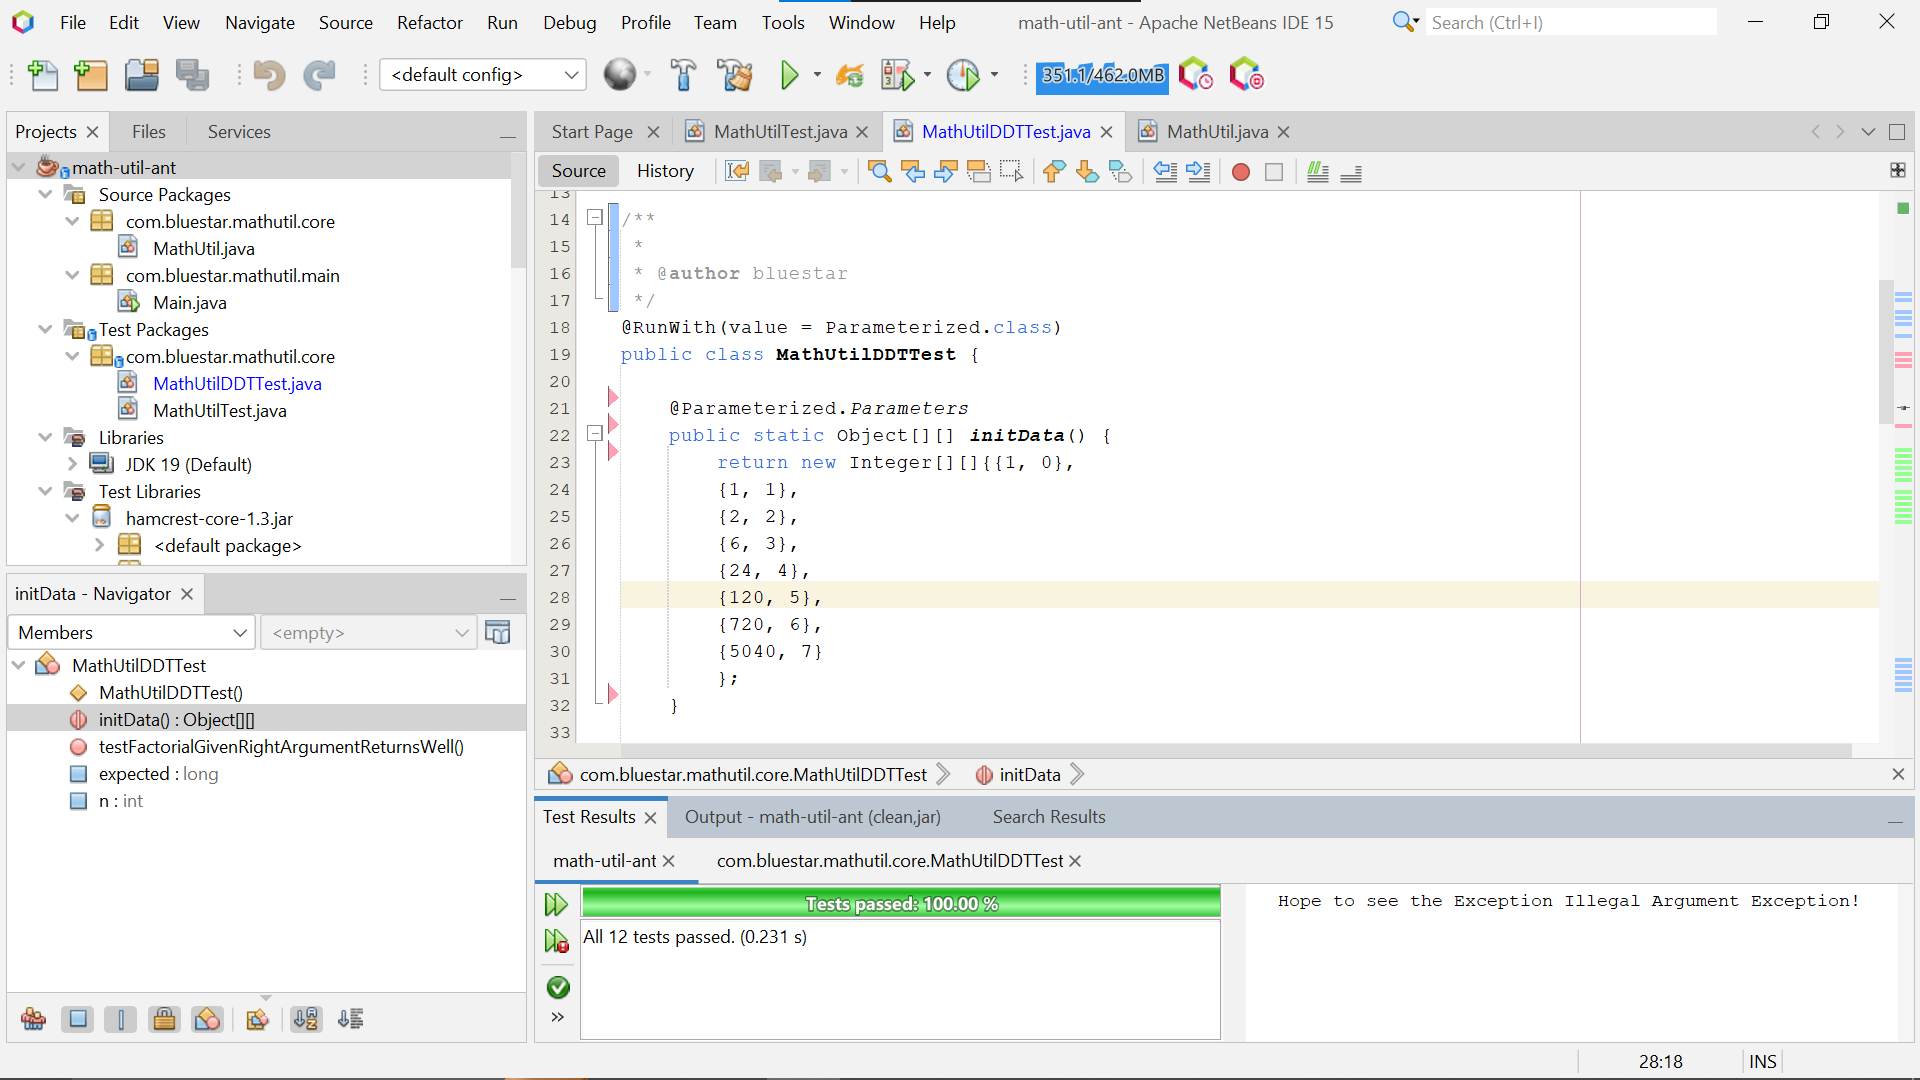 File Edit View Navigate Source Refactor Run Debug Profile Team Tools Window Help math-util-ant - Apache NetBeans IDE 15 Search (Ctrl+I)
<default config> 351.1/462.0MB
Projects Files Services
math-util-ant
Source Packages
com.bluestar.mathutil.core
MathUtil.java
com.bluestar.mathutil.main
Main.java
Test Packages
com.bluestar.mathutil.core
MathUtilDDTTest.java
MathUtilTest.java
Libraries
JDK 19 (Default)
Test Libraries
hamcrest-core-1.3.jar
<default package>
initData - Navigator
Members <empty>
MathUtilDDTTest
MathUtilDDTTest()
initData() : Object[][]
testFactorialGivenRightArgumentReturnsWell()
expected : long
n : int
Start Page MathUtilTest.java MathUtilDDTTest.java MathUtil.java
Source History
13
14 /**
15 *
16 * @author bluestar
17 */
18 @RunWith(value = Parameterized.class)
19 public class MathUtilDDTTest {
20
21 @Parameterized.Parameters
22 public static Object[][] initData() {
23 return new Integer[][]{{1, 0},
24 {1, 1},
25 {2, 2},
26 {6, 3},
27 {24, 4},
28 {120, 5},
29 {720, 6},
30 {5040, 7}
31 };
32 }
33
com.bluestar.mathutil.core.MathUtilDDTTest initData
Test Results Output - math-util-ant (clean,jar) Search Results
math-util-ant com.bluestar.mathutil.core.MathUtilDDTTest
Tests passed: 100.00 %
All 12 tests passed. (0.231 s)
Hope to see the Exception Illegal Argument Exception!
28:18 INS